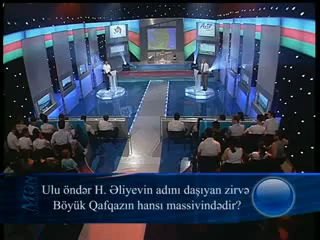 Ulu öndər H. Əliyevin adını daşıyan zirvə
Böyük Qafqazın hansı massivindədir?